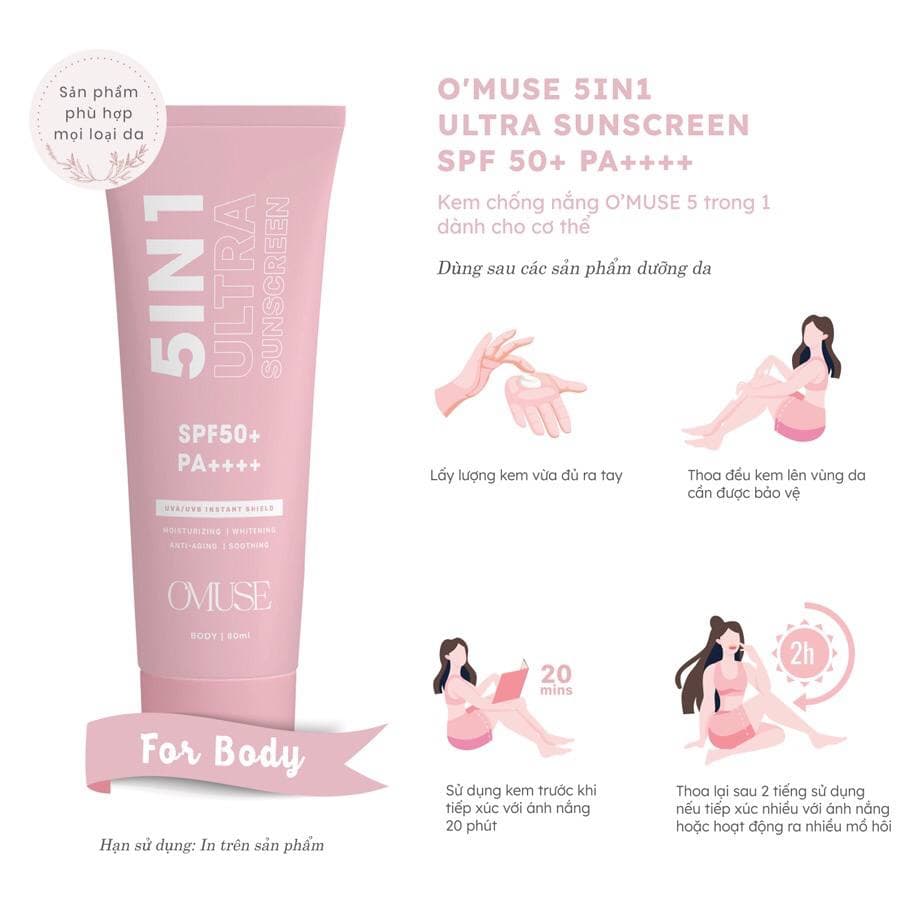 Sản phẩm
phù hợp
mọi loại da
5IN1
ULTRA
SUNSCREEN
SPF50+
PA++++
UVA/UVB INSTANT SHIELD
MOISTURIZING | WHITENING
ANTI-AGING | SOOTHING
O'MUSE
BODY | 60ml
For Body
Hạn sử dụng: In trên sản phẩm
O'MUSE 5IN1
ULTRA SUNSCREEN
SPF 50+ PA++++
Kem chống nắng O'MUSE 5 trong 1
dành cho cơ thể
Dùng sau các sản phẩm dưỡng da
Lấy lượng kem vừa đủ ra tay
Thoa đều kem lên vùng da
cần được bảo vệ
20
mins
Sử dụng kem trước khi
tiếp xúc với ánh nắng
20 phút
2h
Thoa lại sau 2 tiếng sử dụng
nếu tiếp xúc nhiều với ánh nắng
hoặc hoạt động ra nhiều mồ hôi